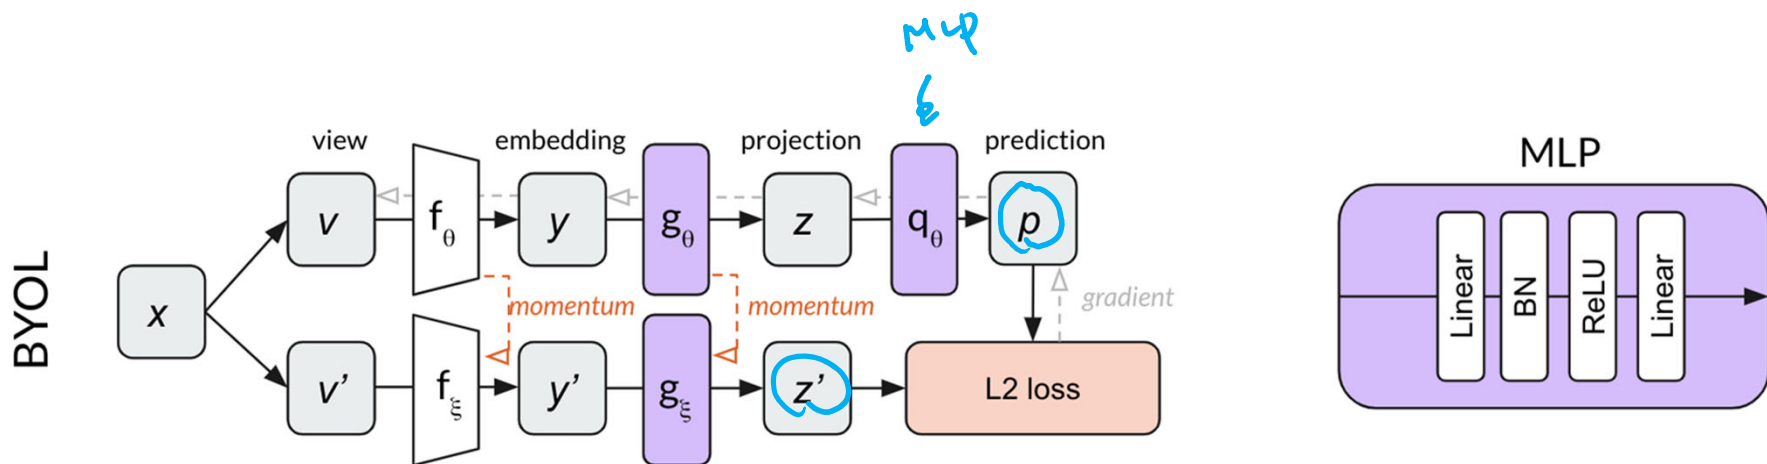 MLP
view
embedding
projection
prediction
MLP
BYOL
x
v
f_θ
y
g_θ
z
q_θ
p
momentum
momentum
gradient
v’
f_ξ
y’
g_ξ
z’
L2 loss
Linear
BN
ReLU
Linear